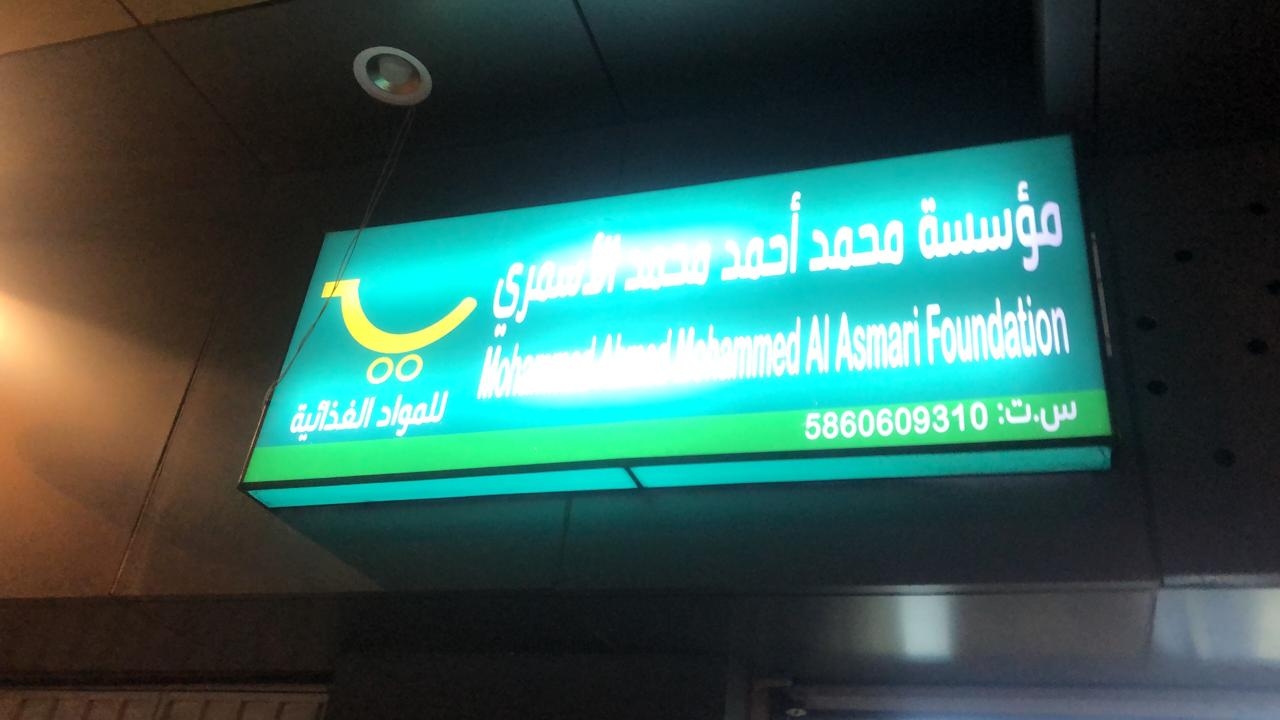 مؤسسة محمد أحمد محمد الأسمري
Mohammed Ahmed Mohammed Al Asmari Foundation
للمواد الغذائية
س.ت: 5860609310